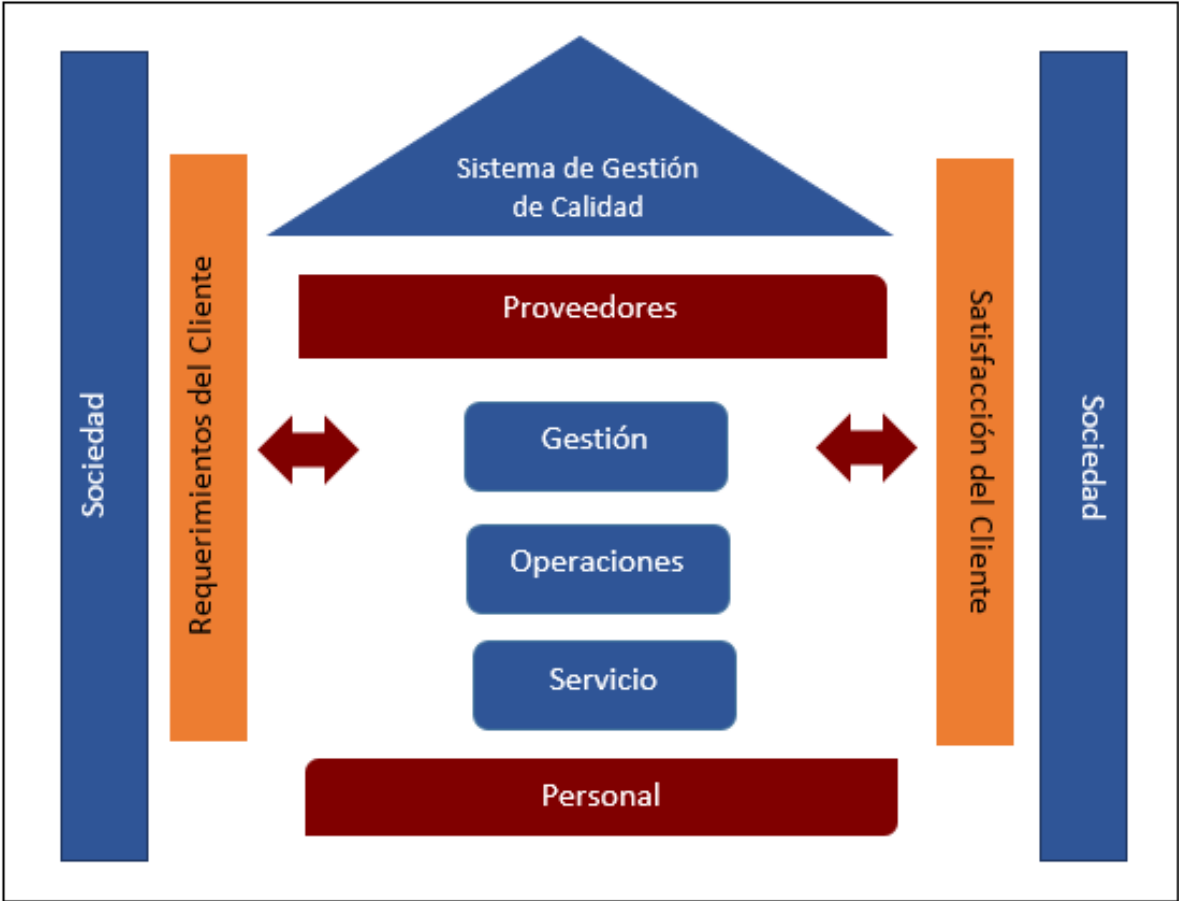 Sociedad
Requerimientos del Cliente
Sistema de Gestión
de Calidad
Proveedores
Gestión
Operaciones
Servicio
Personal
Satisfacción del Cliente
Sociedad